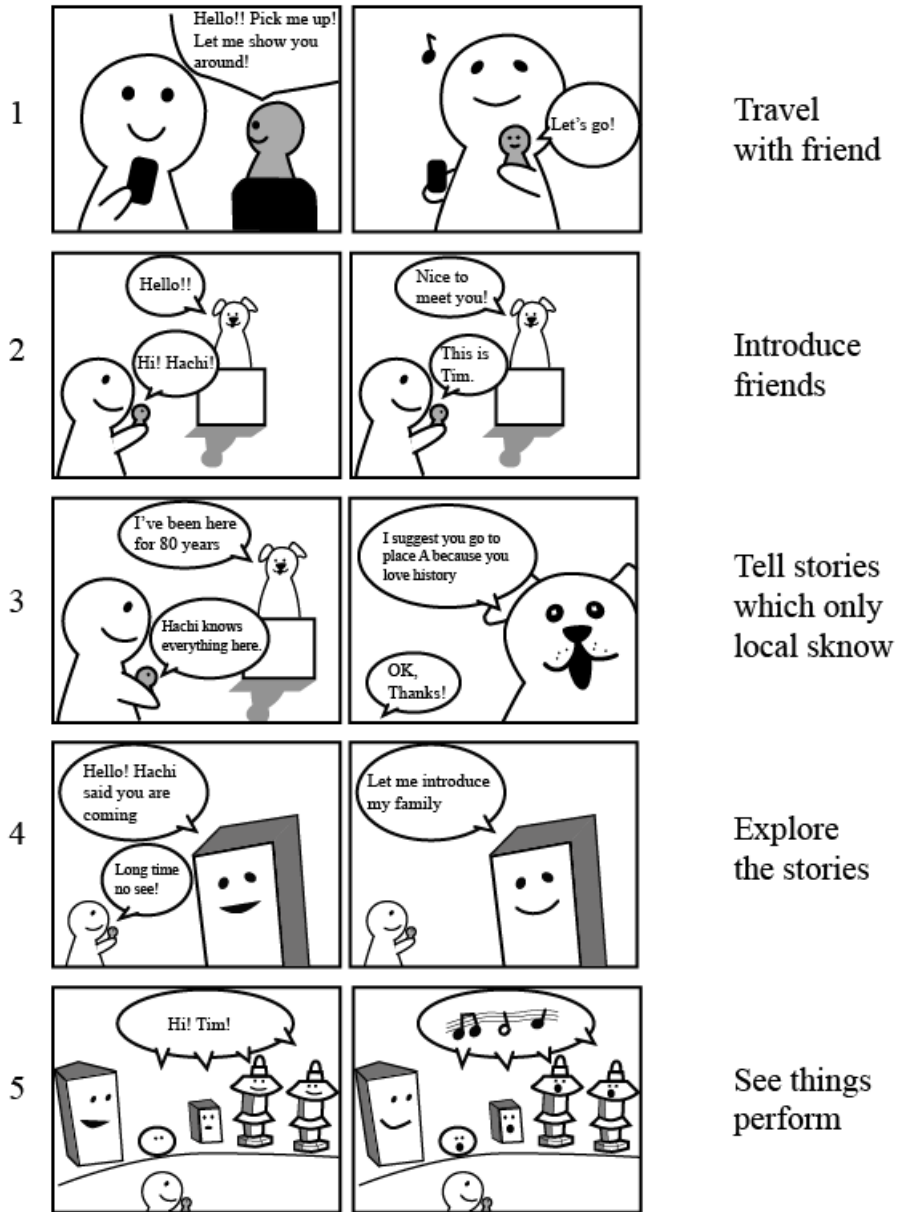 1
Hello!! Pick me up!
Let me show you
around!
Let's go!
Travel
with friend
2
Hello!!
Hi! Hachi!
Nice to
meet you!
This is
Tim.
Introduce
friends
3
I've been here
for 80 years
Hachi knows
everything here.
I suggest you go to
place A because you
love history
OK,
Thanks!
Tell stories
which only
local sknow
4
Hello! Hachi
said you are
coming
Long time
no see!
Let me introduce
my family
Explore
the stories
5
Hi! Tim!
See things
perform